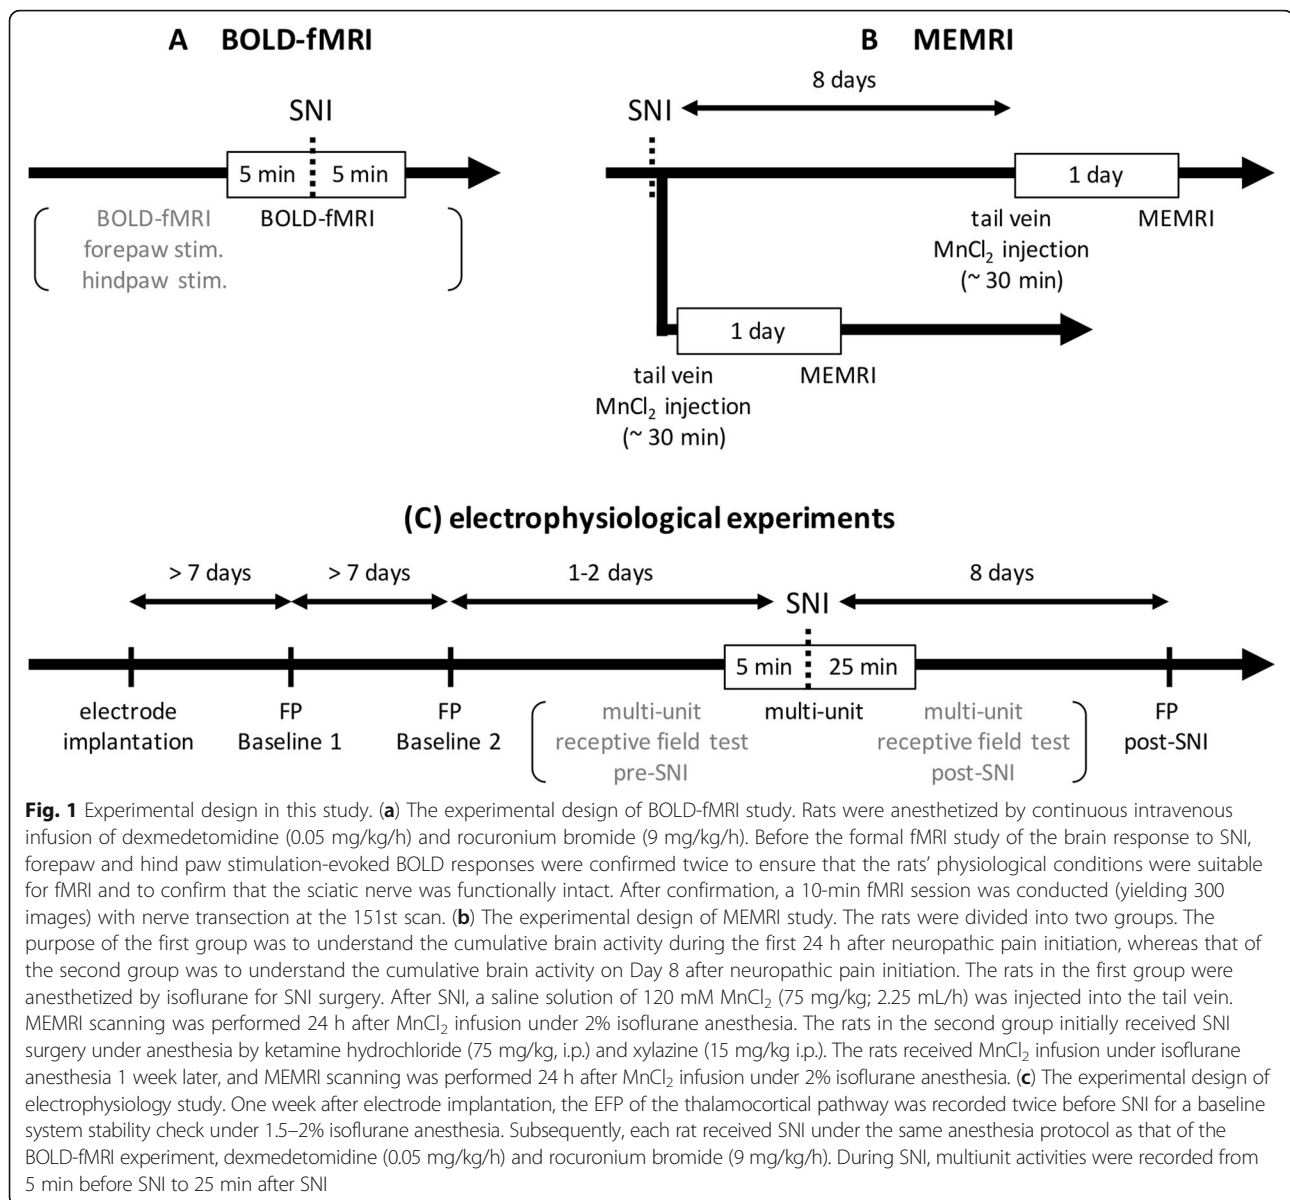 A BOLD-fMRI
SNI
5 min 5 min
BOLD-fMRI BOLD-fMRI
forepaw stim.
hindpaw stim.
B MEMRI
8 days
SNI
1 day
tail vein MEMRI
MnCl₂ injection
(~ 30 min)
1 day
tail vein MEMRI
MnCl₂ injection
(~ 30 min)
(C) electrophysiological experiments
> 7 days > 7 days 1-2 days 8 days
SNI
5 min 25 min
electrode FP FP multi-unit multi-unit multi-unit FP
implantation Baseline 1 Baseline 2 receptive field test receptive field test post-SNI
pre-SNI post-SNI
Fig. 1 Experimental design in this study. (a) The experimental design of BOLD-fMRI study. Rats were anesthetized by continuous intravenous
infusion of dexmedetomidine (0.05 mg/kg/h) and rocuronium bromide (9 mg/kg/h). Before the formal fMRI study of the brain response to SNI,
forepaw and hind paw stimulation-evoked BOLD responses were confirmed twice to ensure that the rats’ physiological conditions were suitable
for fMRI and to confirm that the sciatic nerve was functionally intact. After confirmation, a 10-min fMRI session was conducted (yielding 300
images) with nerve transection at the 151st scan. (b) The experimental design of MEMRI study. The rats were divided into two groups. The
purpose of the first group was to understand the cumulative brain activity during the first 24 h after neuropathic pain initiation, whereas that of
the second group was to understand the cumulative brain activity on Day 8 after neuropathic pain initiation. The rats in the first group were
anesthetized by isoflurane for SNI surgery. After SNI, a saline solution of 120 mM MnCl₂ (75 mg/kg; 2.25 mL/h) was injected into the tail vein.
MEMRI scanning was performed 24 h after MnCl₂ infusion under 2% isoflurane anesthesia. The rats in the second group initially received SNI
surgery under anesthesia by ketamine hydrochloride (75 mg/kg, i.p.) and xylazine (15 mg/kg i.p.). The rats received MnCl₂ infusion under isoflurane
anesthesia 1 week later, and MEMRI scanning was performed 24 h after MnCl₂ infusion under 2% isoflurane anesthesia. (c) The experimental design of
electrophysiology study. One week after electrode implantation, the EFP of the thalamocortical pathway was recorded twice before SNI for a baseline
system stability check under 1.5–2% isoflurane anesthesia. Subsequently, each rat received SNI under the same anesthesia protocol as that of the
BOLD-fMRI experiment, dexmedetomidine (0.05 mg/kg/h) and rocuronium bromide (9 mg/kg/h). During SNI, multiunit activities were recorded from
5 min before SNI to 25 min after SNI